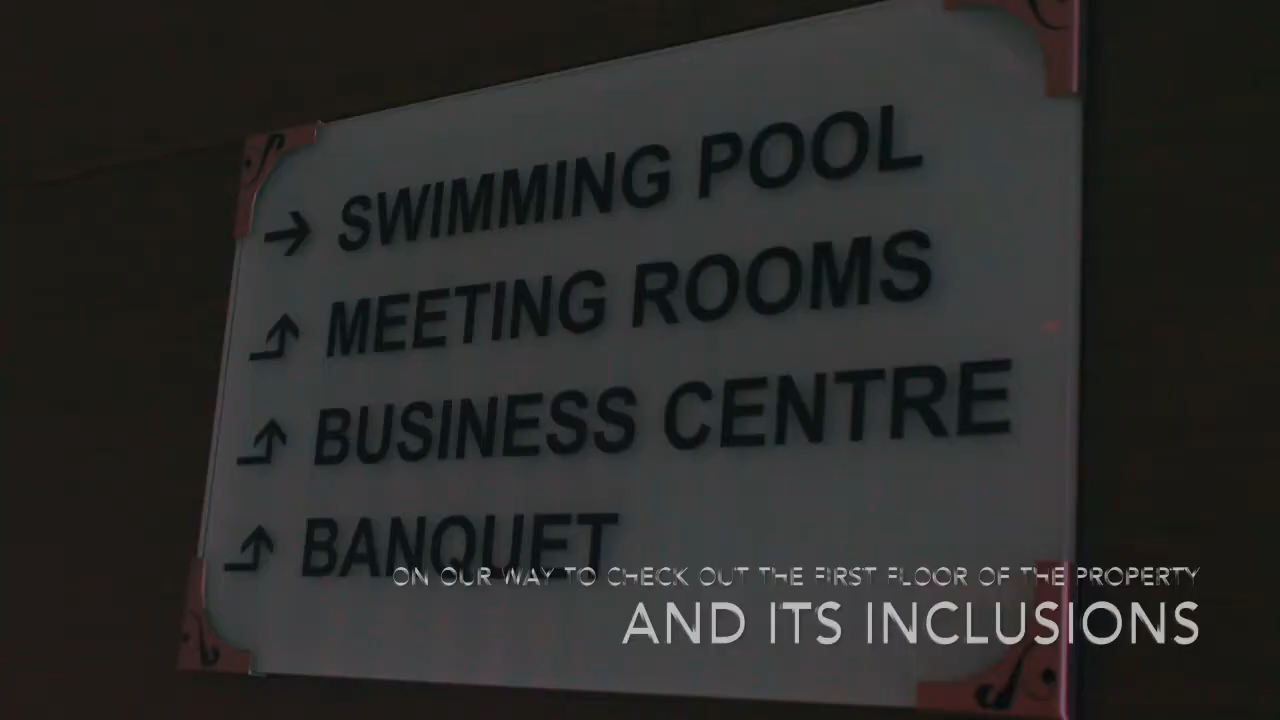 SWIMMING POOL
MEETING ROOMS
BUSINESS CENTRE
BANQUET
ON OUR WAY TO CHECK OUT THE FIRST FLOOR OF THE PROPERTY
AND ITS INCLUSIONS